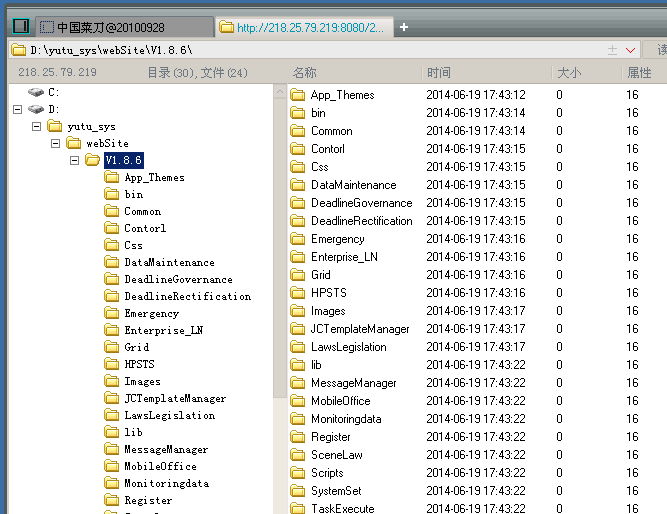 中国菜刀@20100928 http://218.25.79.219:8080/2... +
D:\yutu_sys\webSite\V1.8.6\
218.25.79.219 目录(30),文件(24) 名称 时间 大小 属性
C:
D:
yutu_sys
webSite
V1.8.6
App_Themes
bin
Common
Contorl
Css
DataMaintenance
DeadlineGovernance
DeadlineRectification
Emergency
Enterprise_LN
Grid
HPSTS
Images
JCTemplateManager
LawsLegislation
lib
MessageManager
MobileOffice
Monitoringdata
Register
App_Themes 2014-06-19 17:43:12 0 16
bin 2014-06-19 17:43:14 0 16
Common 2014-06-19 17:43:14 0 16
Contorl 2014-06-19 17:43:15 0 16
Css 2014-06-19 17:43:15 0 16
DataMaintenance 2014-06-19 17:43:15 0 16
DeadlineGovernance 2014-06-19 17:43:15 0 16
DeadlineRectification 2014-06-19 17:43:15 0 16
Emergency 2014-06-19 17:43:16 0 16
Enterprise_LN 2014-06-19 17:43:16 0 16
Grid 2014-06-19 17:43:16 0 16
HPSTS 2014-06-19 17:43:16 0 16
Images 2014-06-19 17:43:17 0 16
JCTemplateManager 2014-06-19 17:43:17 0 16
LawsLegislation 2014-06-19 17:43:17 0 16
lib 2014-06-19 17:43:22 0 16
MessageManager 2014-06-19 17:43:22 0 16
MobileOffice 2014-06-19 17:43:22 0 16
Monitoringdata 2014-06-19 17:43:22 0 16
Register 2014-06-19 17:43:22 0 16
SceneLaw 2014-06-19 17:43:22 0 16
Scripts 2014-06-19 17:43:22 0 16
SystemSet 2014-06-19 17:43:22 0 16
TaskExecute 2014-06-19 17:43:22 0 16